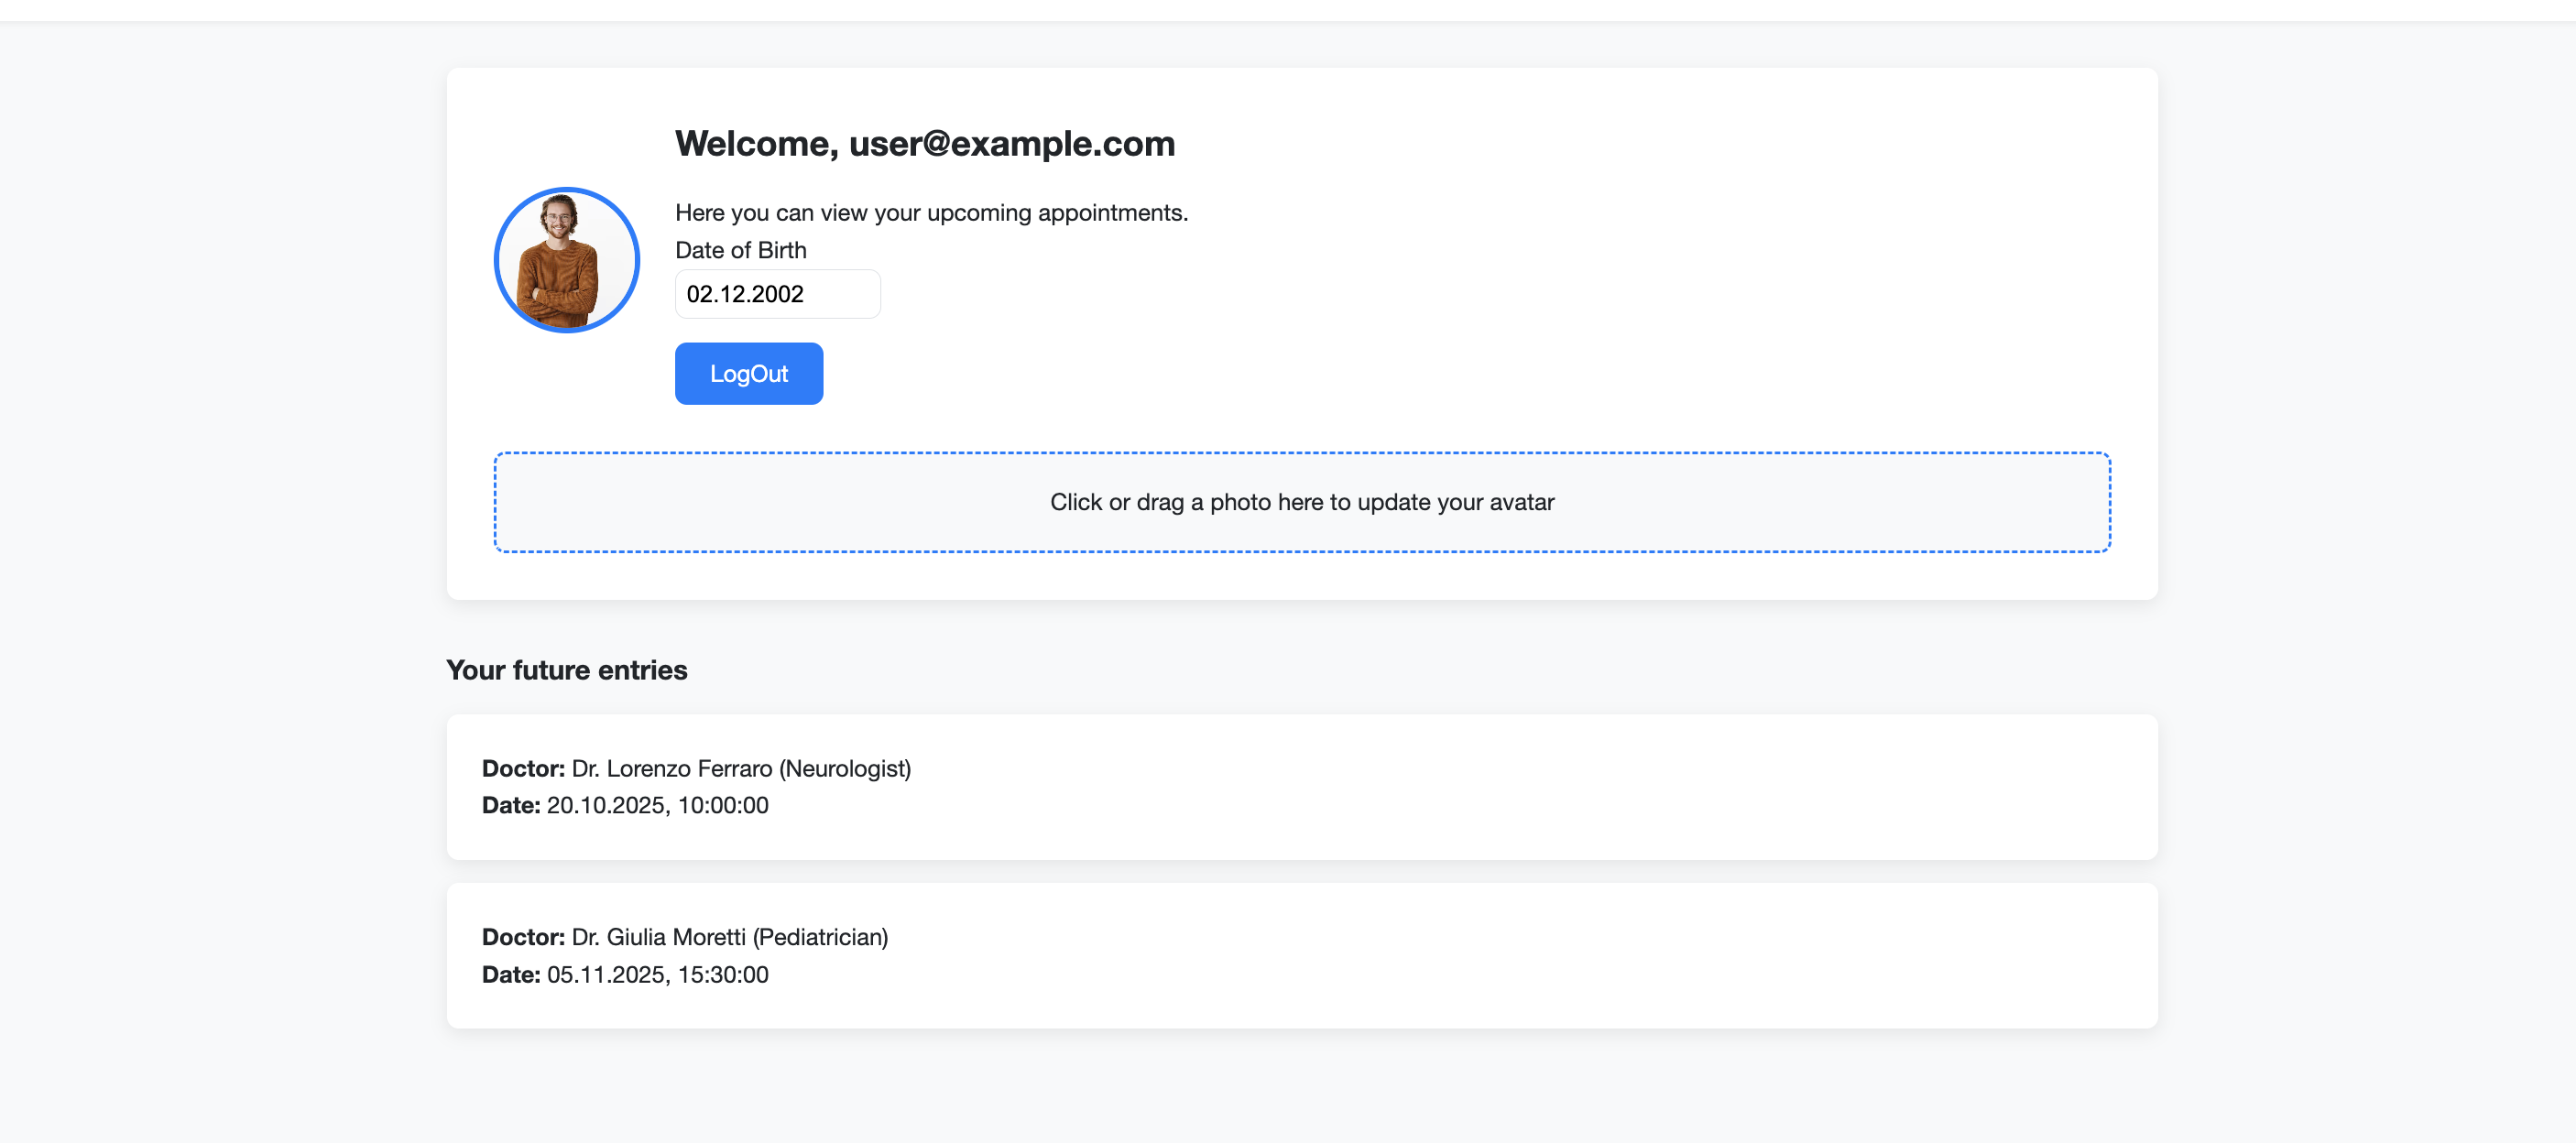 Welcome, user@example.com
Here you can view your upcoming appointments.
Date of Birth
02.12.2002
LogOut
Click or drag a photo here to update your avatar
Your future entries
Doctor: Dr. Lorenzo Ferraro (Neurologist)
Date: 20.10.2025, 10:00:00
Doctor: Dr. Giulia Moretti (Pediatrician)
Date: 05.11.2025, 15:30:00